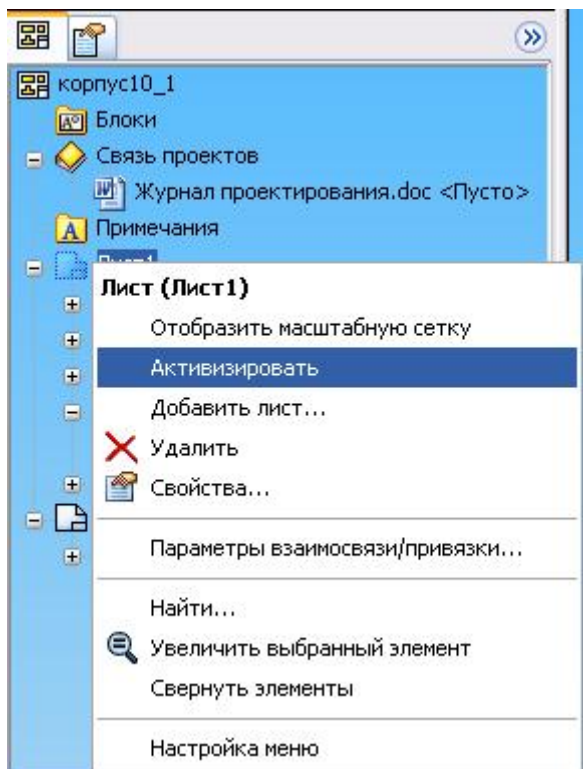 корпус10_1
Блоки
Связь проектов
Журнал проектирования.doc <Пусто>
Примечания
Лист (Лист1)
Отобразить масштабную сетку
Активизировать
Добавить лист...
Удалить
Свойства...
Параметры взаимосвязи/привязки...
Найти...
Увеличить выбранный элемент
Свернуть элементы
Настройка меню